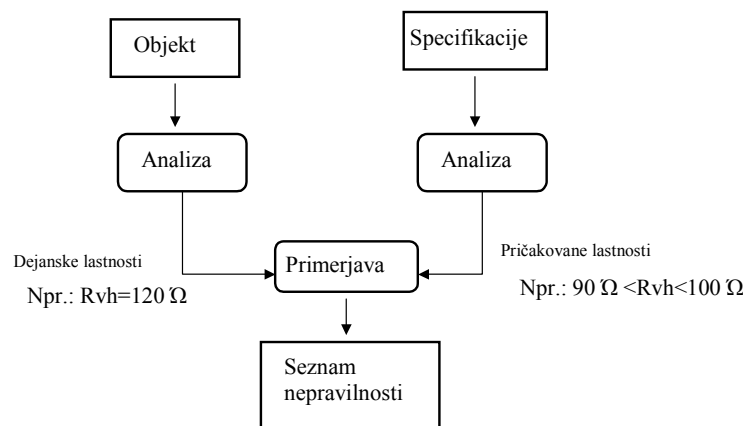 Objekt
Specifikacije
Analiza
Analiza
Dejanske lastnosti
Npr.: Rvh=120 Ώ
Primerjava
Pričakovane lastnosti
Npr.: 90 Ώ <Rvh<100 Ώ
Seznam
nepravilnosti